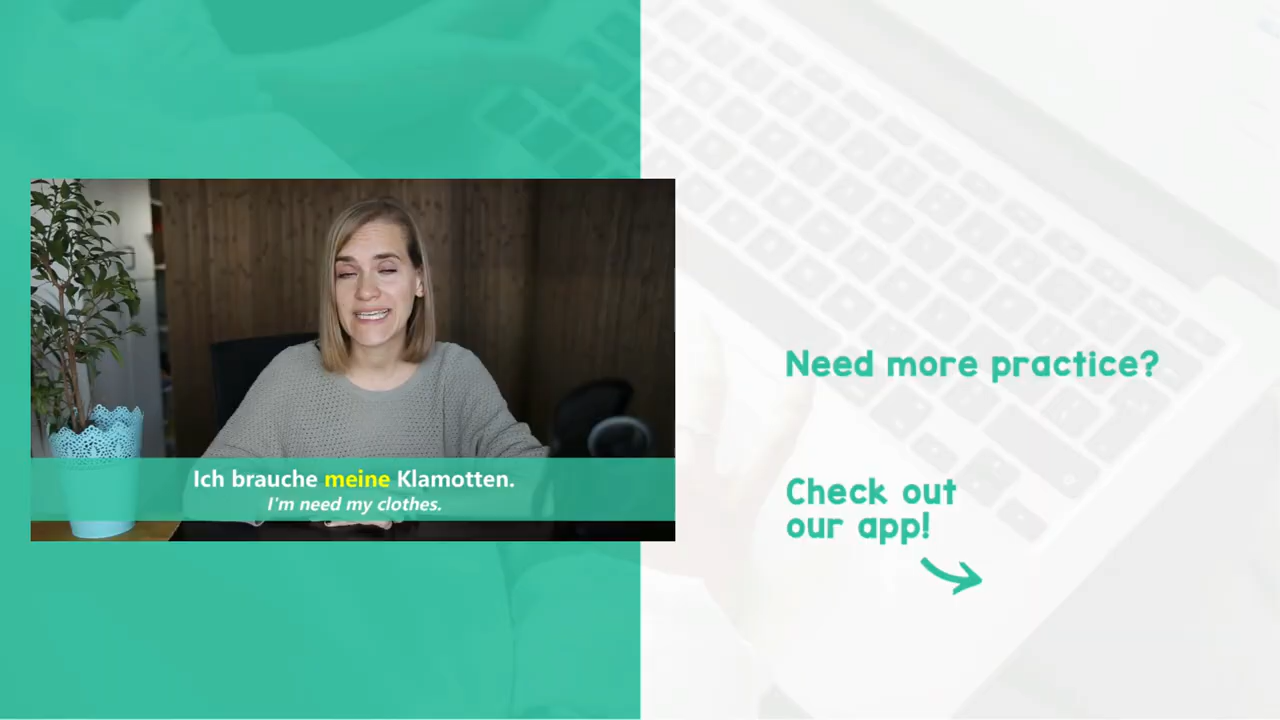 Ich brauche meine Klamotten.
I'm need my clothes.
Need more practice?
Check out
our app!